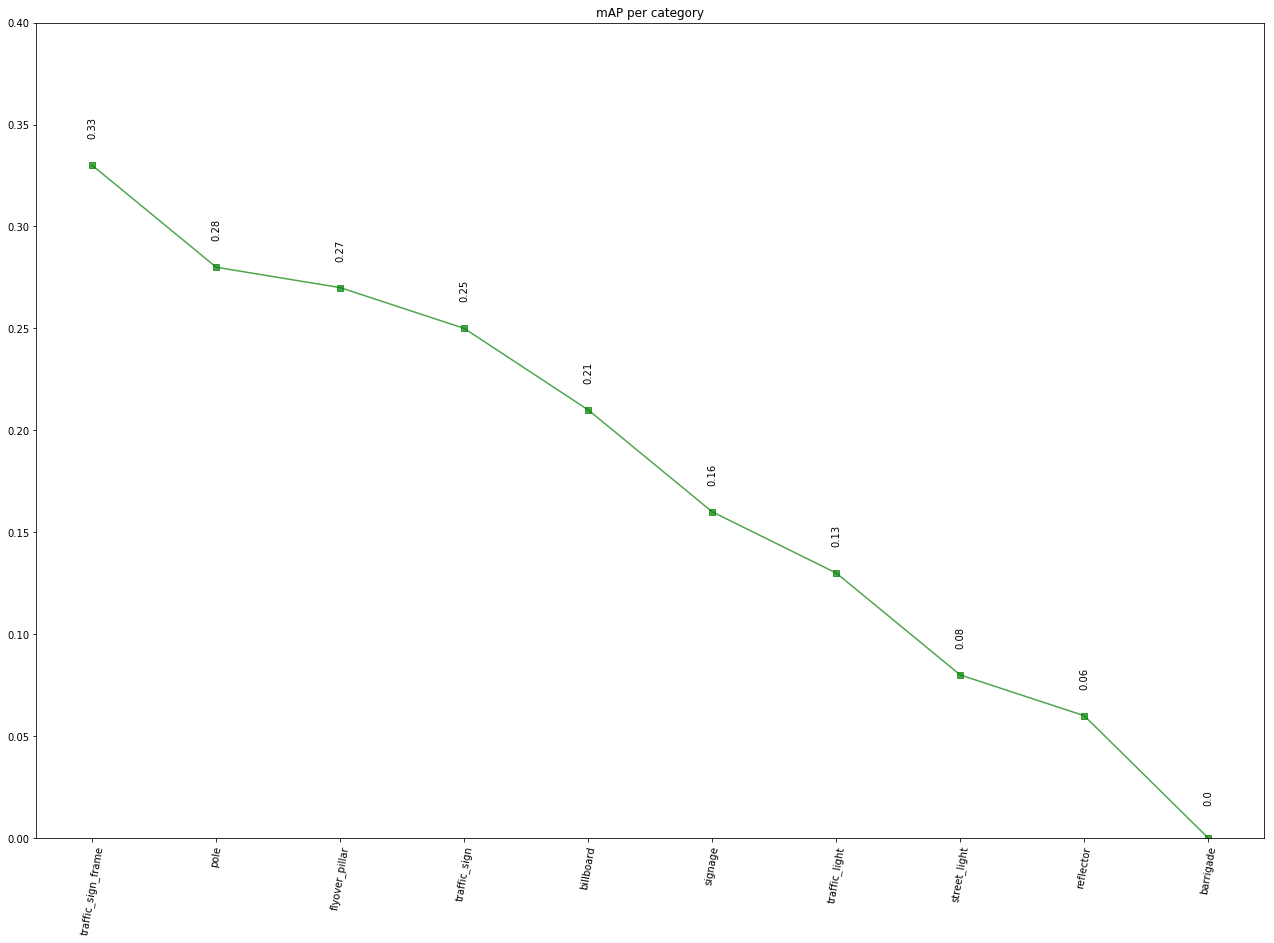 mAP per category
0.40
0.35
0.30
0.25
0.20
0.15
0.10
0.05
0.00
0.33
0.28
0.27
0.25
0.21
0.16
0.13
0.08
0.06
0.0
traffic_sign_frame
pole
flyover_pillar
traffic_sign
billboard
signage
traffic_light
street_light
reflector
barrigade